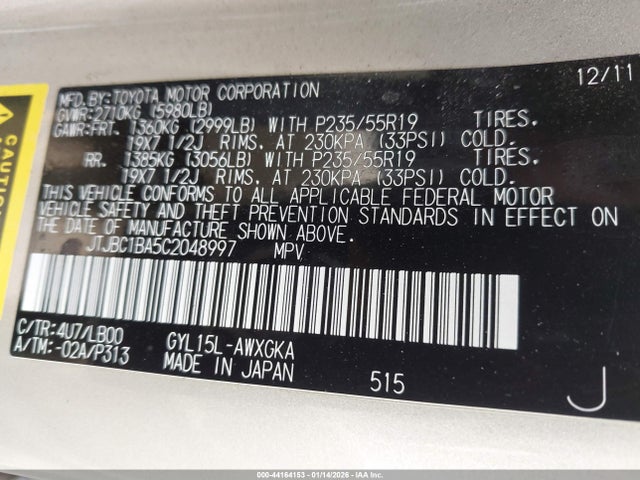 MFD.BY:TOYOTA MOTOR CORPORATION 12/11
GVWR:2710KG (5980LB)
GAWR:FRT. 1360KG (2999LB) WITH P235/55R19 TIRES.
19X7 1/2J RIMS. AT 230KPA (33PSI) COLD.
RR. 1385KG (3056LB) WITH P235/55R19 TIRES.
19X7 1/2J RIMS. AT 230KPA (33PSI) COLD.
THIS VEHICLE CONFORMS TO ALL APPLICABLE FEDERAL MOTOR
VEHICLE SAFETY AND THEFT PREVENTION STANDARDS IN EFFECT ON
THE DATE OF MANUFACTURE SHOWN ABOVE.
JTJBC1BA5C2048997 MPV
C/TR:4U7/LB00 GYL15L-AWXGKA
A/TM:-02A/P313 MADE IN JAPAN 515 J
CAUTION
000-44164153 - 01/14/2026 - IAAI.COM